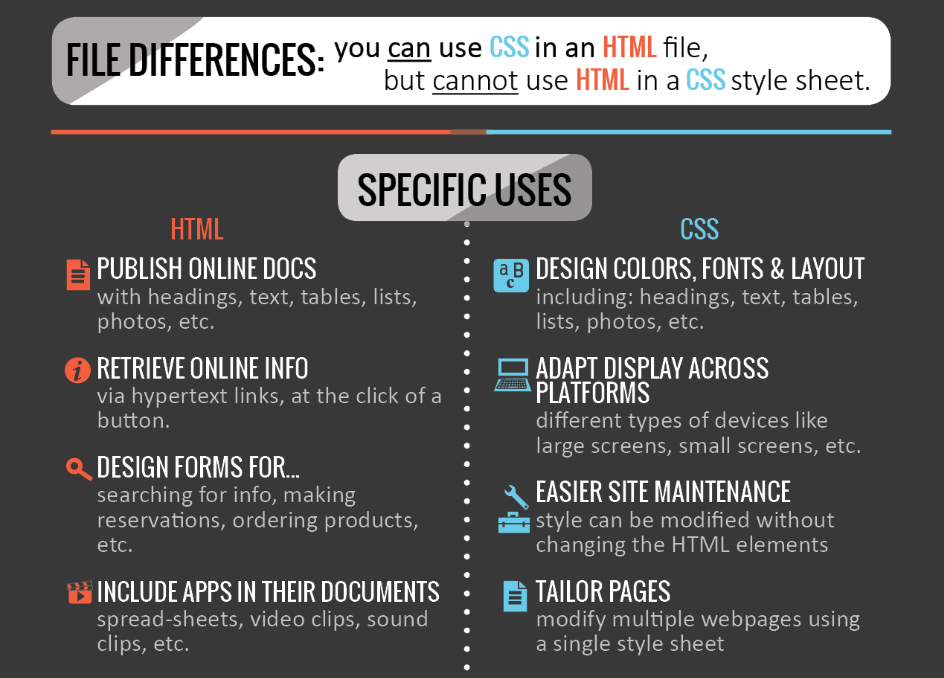 FILE DIFFERENCES: you can use CSS in an HTML file,
but cannot use HTML in a CSS style sheet.
SPECIFIC USES
HTML
PUBLISH ONLINE DOCS
with headings, text, tables, lists,
photos, etc.
RETRIEVE ONLINE INFO
via hypertext links, at the click of a
button.
DESIGN FORMS FOR...
searching for info, making
reservations, ordering products,
etc.
INCLUDE APPS IN THEIR DOCUMENTS
spread-sheets, video clips, sound
clips, etc.
CSS
aB
c
DESIGN COLORS, FONTS & LAYOUT
including: headings, text, tables,
lists, photos, etc.
ADAPT DISPLAY ACROSS
PLATFORMS
different types of devices like
large screens, small screens, etc.
EASIER SITE MAINTENANCE
style can be modified without
changing the HTML elements
TAILOR PAGES
modify multiple webpages using
a single style sheet